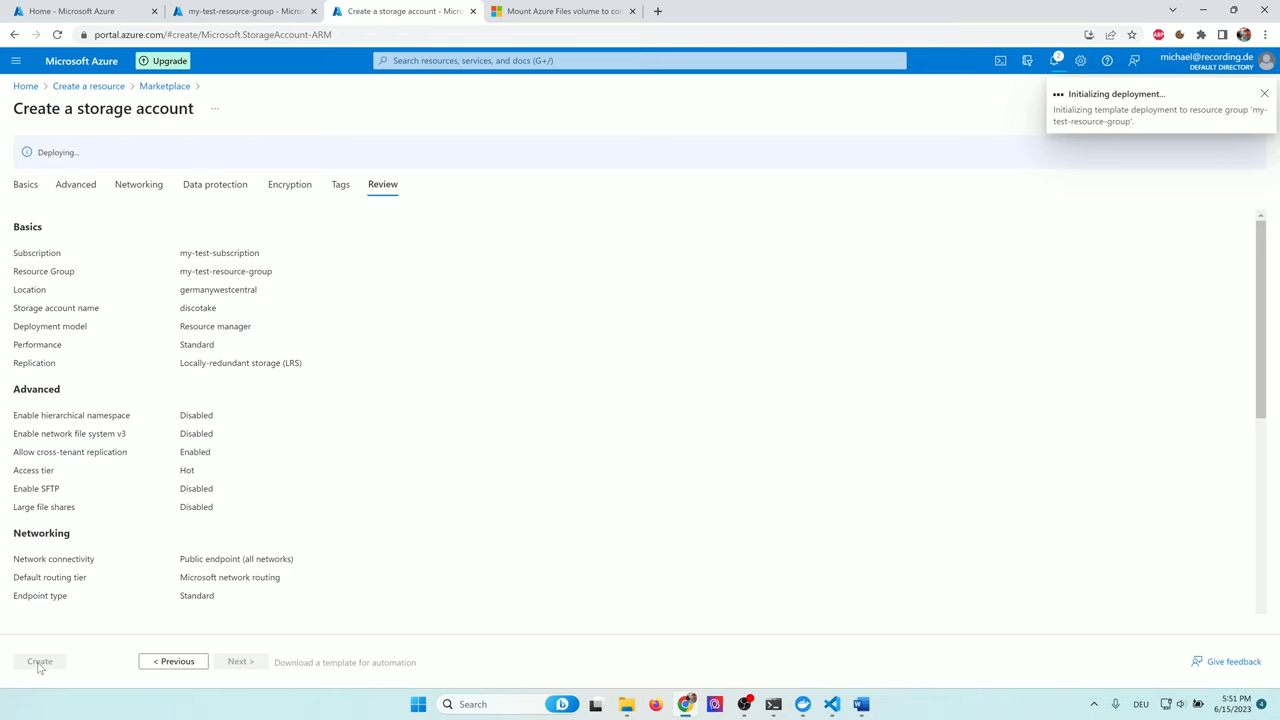 Home - Microsoft Azure
my-test-resource-group - Micros
Create a storage account - Micros
Mount Azure Files volume to con
portal.azure.com/#create/Microsoft.StorageAccount-ARM
ABP
Microsoft Azure
Upgrade
Search resources, services, and docs (G+/)
2
michael@recording.de
DEFAULT DIRECTORY
Home > Create a resource > Marketplace >
Create a storage account ...
Initializing deployment...
Initializing template deployment to resource group 'my-
test-resource-group'.
Deploying...
Basics Advanced Networking Data protection Encryption Tags Review
Basics
Subscription my-test-subscription
Resource Group my-test-resource-group
Location germanywestcentral
Storage account name discotake
Deployment model Resource manager
Performance Standard
Replication Locally-redundant storage (LRS)
Advanced
Enable hierarchical namespace Disabled
Enable network file system v3 Disabled
Allow cross-tenant replication Enabled
Access tier Hot
Enable SFTP Disabled
Large file shares Disabled
Networking
Network connectivity Public endpoint (all networks)
Default routing tier Microsoft network routing
Endpoint type Standard
Create < Previous Next > Download a template for automation Give feedback
Search
DEU
5:51 PM
6/15/2023